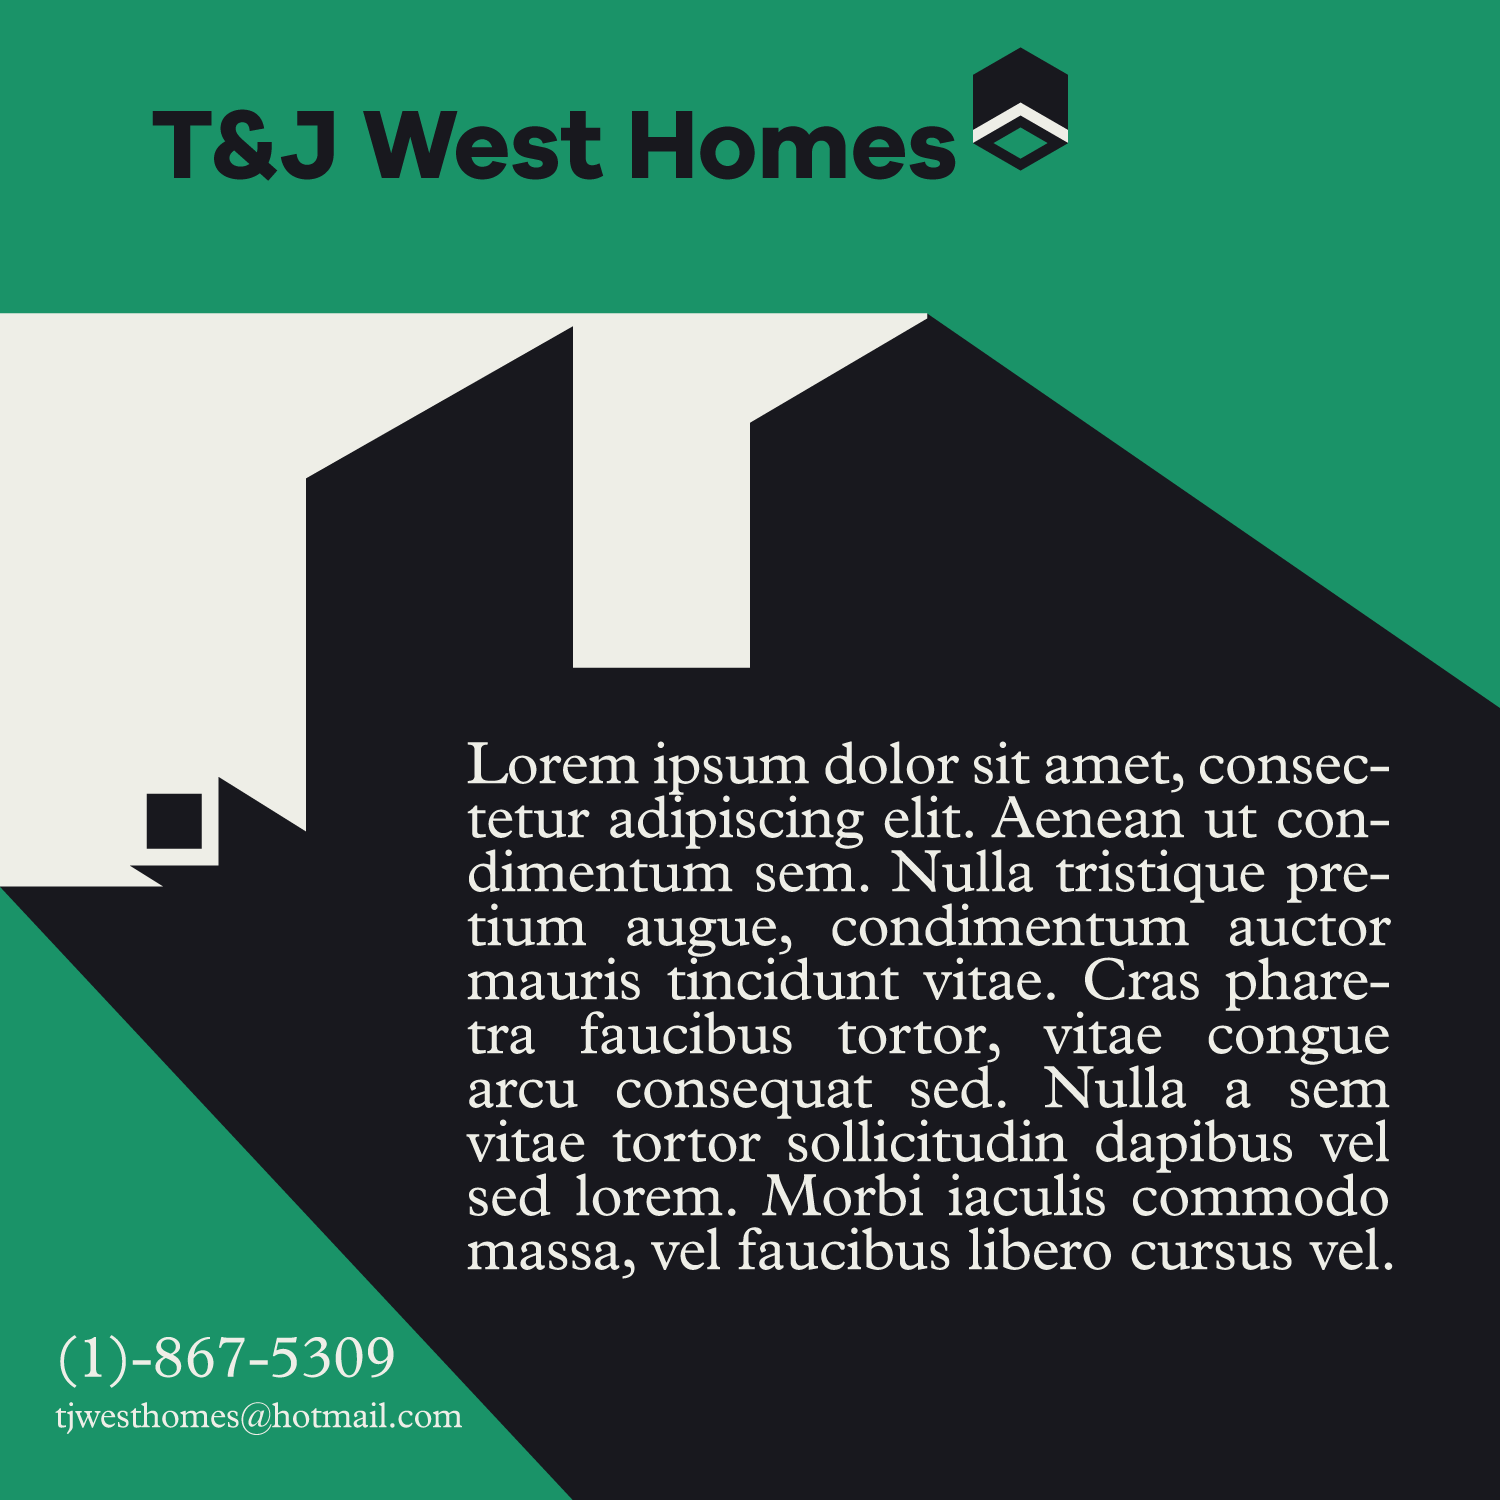 T&J West Homes
Lorem ipsum dolor sit amet, consec-
tetur adipiscing elit. Aenean ut con-
dimentum sem. Nulla tristique pre-
tium augue, condimentum auctor
mauris tincidunt vitae. Cras phare-
tra faucibus tortor, vitae congue
arcu consequat sed. Nulla a sem
vitae tortor sollicitudin dapibus vel
sed lorem. Morbi iaculis commodo
massa, vel faucibus libero cursus vel.
(1)-867-5309
tjwesthomes@hotmail.com